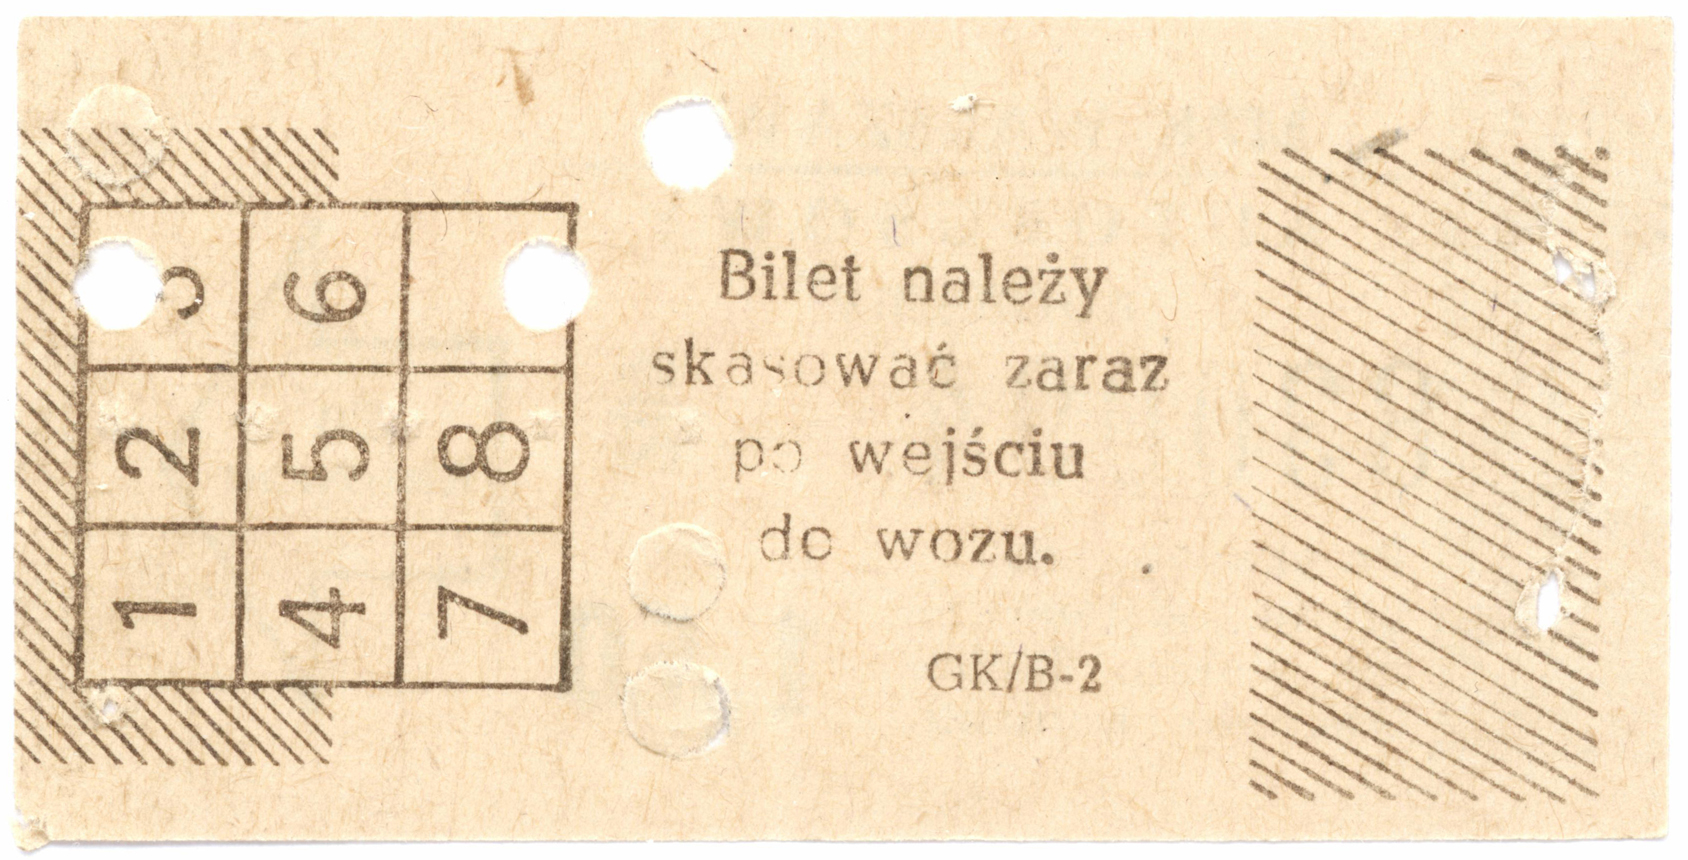 3 6
2 5 8
1 4 7
Bilet należy
skasować zaraz
po wejściu
do wozu.
GK/B-2